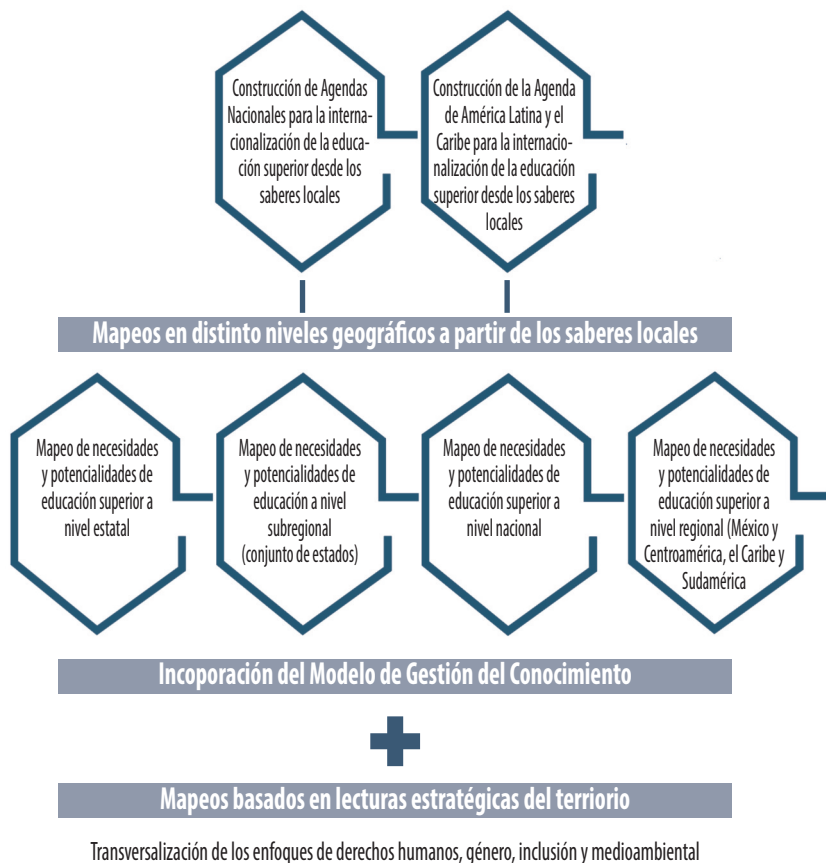 Construcción de Agendas
Nacionales para la interna-
cionalización de la educa-
ción superior desde los
saberes locales
Construcción de la Agenda
de América Latina y el
Caribe para la internacio-
nalización de la educación
superior desde los saberes
locales
Mapeos en distinto niveles geográficos a partir de los saberes locales
Mapeo de necesidades
y potencialidades de
educación superior a
nivel estatal
Mapeo de necesidades
y potencialidades de
educación a nivel
subregional
(conjunto de estados)
Mapeo de necesidades
y potencialidades de
educación superior a
nivel nacional
Mapeo de necesidades
y potencialidades de
educación superior a
nivel regional (México y
Centroamérica, el Caribe y
Sudamérica
Incoporación del Modelo de Gestión del Conocimiento
Mapeos basados en lecturas estratégicas del terriorio
Transversalización de los enfoques de derechos humanos, género, inclusión y medioambiental